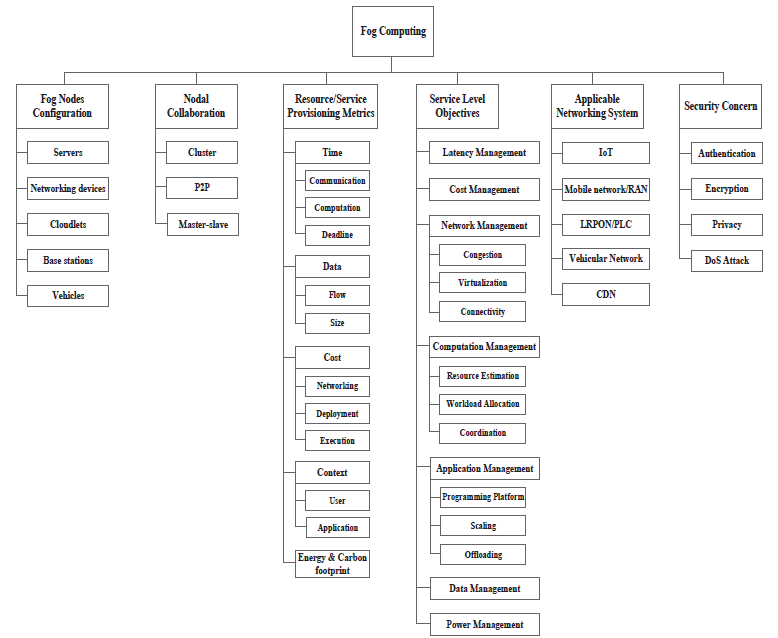 Fog Computing
Fog Nodes
Configuration
Servers
Networking devices
Cloudlets
Base stations
Vehicles
Nodal
Collaboration
Cluster
P2P
Master-slave
Resource/Service
Provisioning Metrics
Time
Communication
Computation
Deadline
Data
Flow
Size
Cost
Networking
Deployment
Execution
Context
User
Application
Energy & Carbon
footprint
Service Level
Objectives
Latency Management
Cost Management
Network Management
Congestion
Virtualization
Connectivity
Computation Management
Resource Estimation
Workload Allocation
Coordination
Application Management
Programming Platform
Scaling
Offloading
Data Management
Power Management
Applicable
Networking System
IoT
Mobile network/RAN
LRPON/PLC
Vehicular Network
CDN
Security Concern
Authentication
Encryption
Privacy
DoS Attack